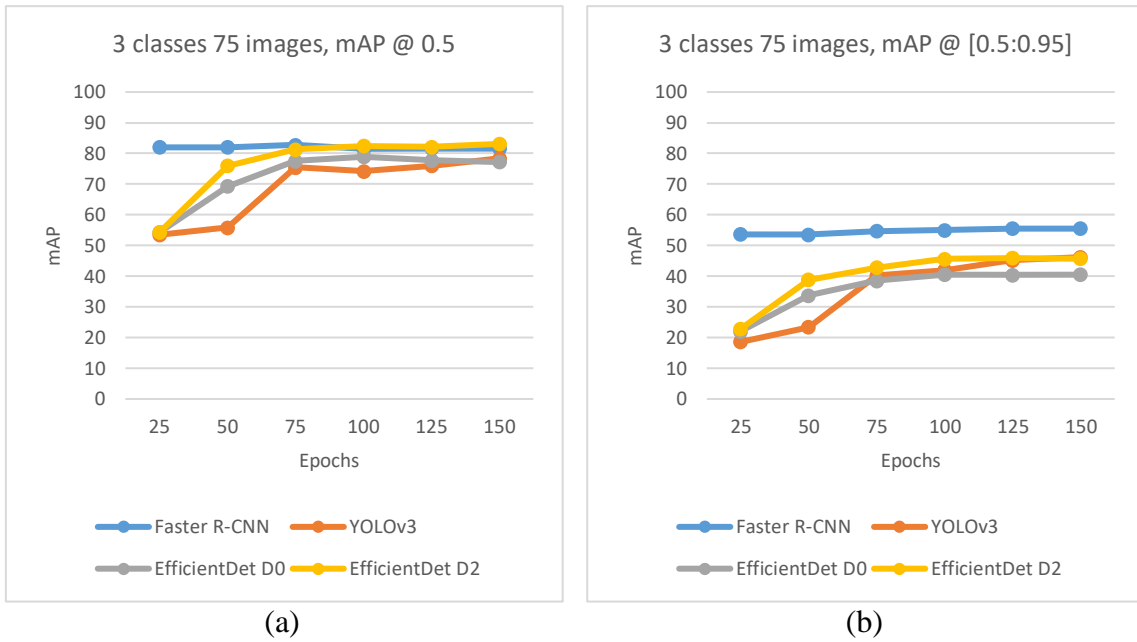 3 classes 75 images, mAP @ 0.5
100
90
80
70
60
50
40
30
20
10
0
mAP
25 50 75 100 125 150
Epochs
Faster R-CNN YOLOv3
EfficientDet D0 EfficientDet D2
(a)
3 classes 75 images, mAP @ [0.5:0.95]
100
90
80
70
60
50
40
30
20
10
0
mAP
25 50 75 100 125 150
Epochs
Faster R-CNN YOLOv3
EfficientDet D0 EfficientDet D2
(b)